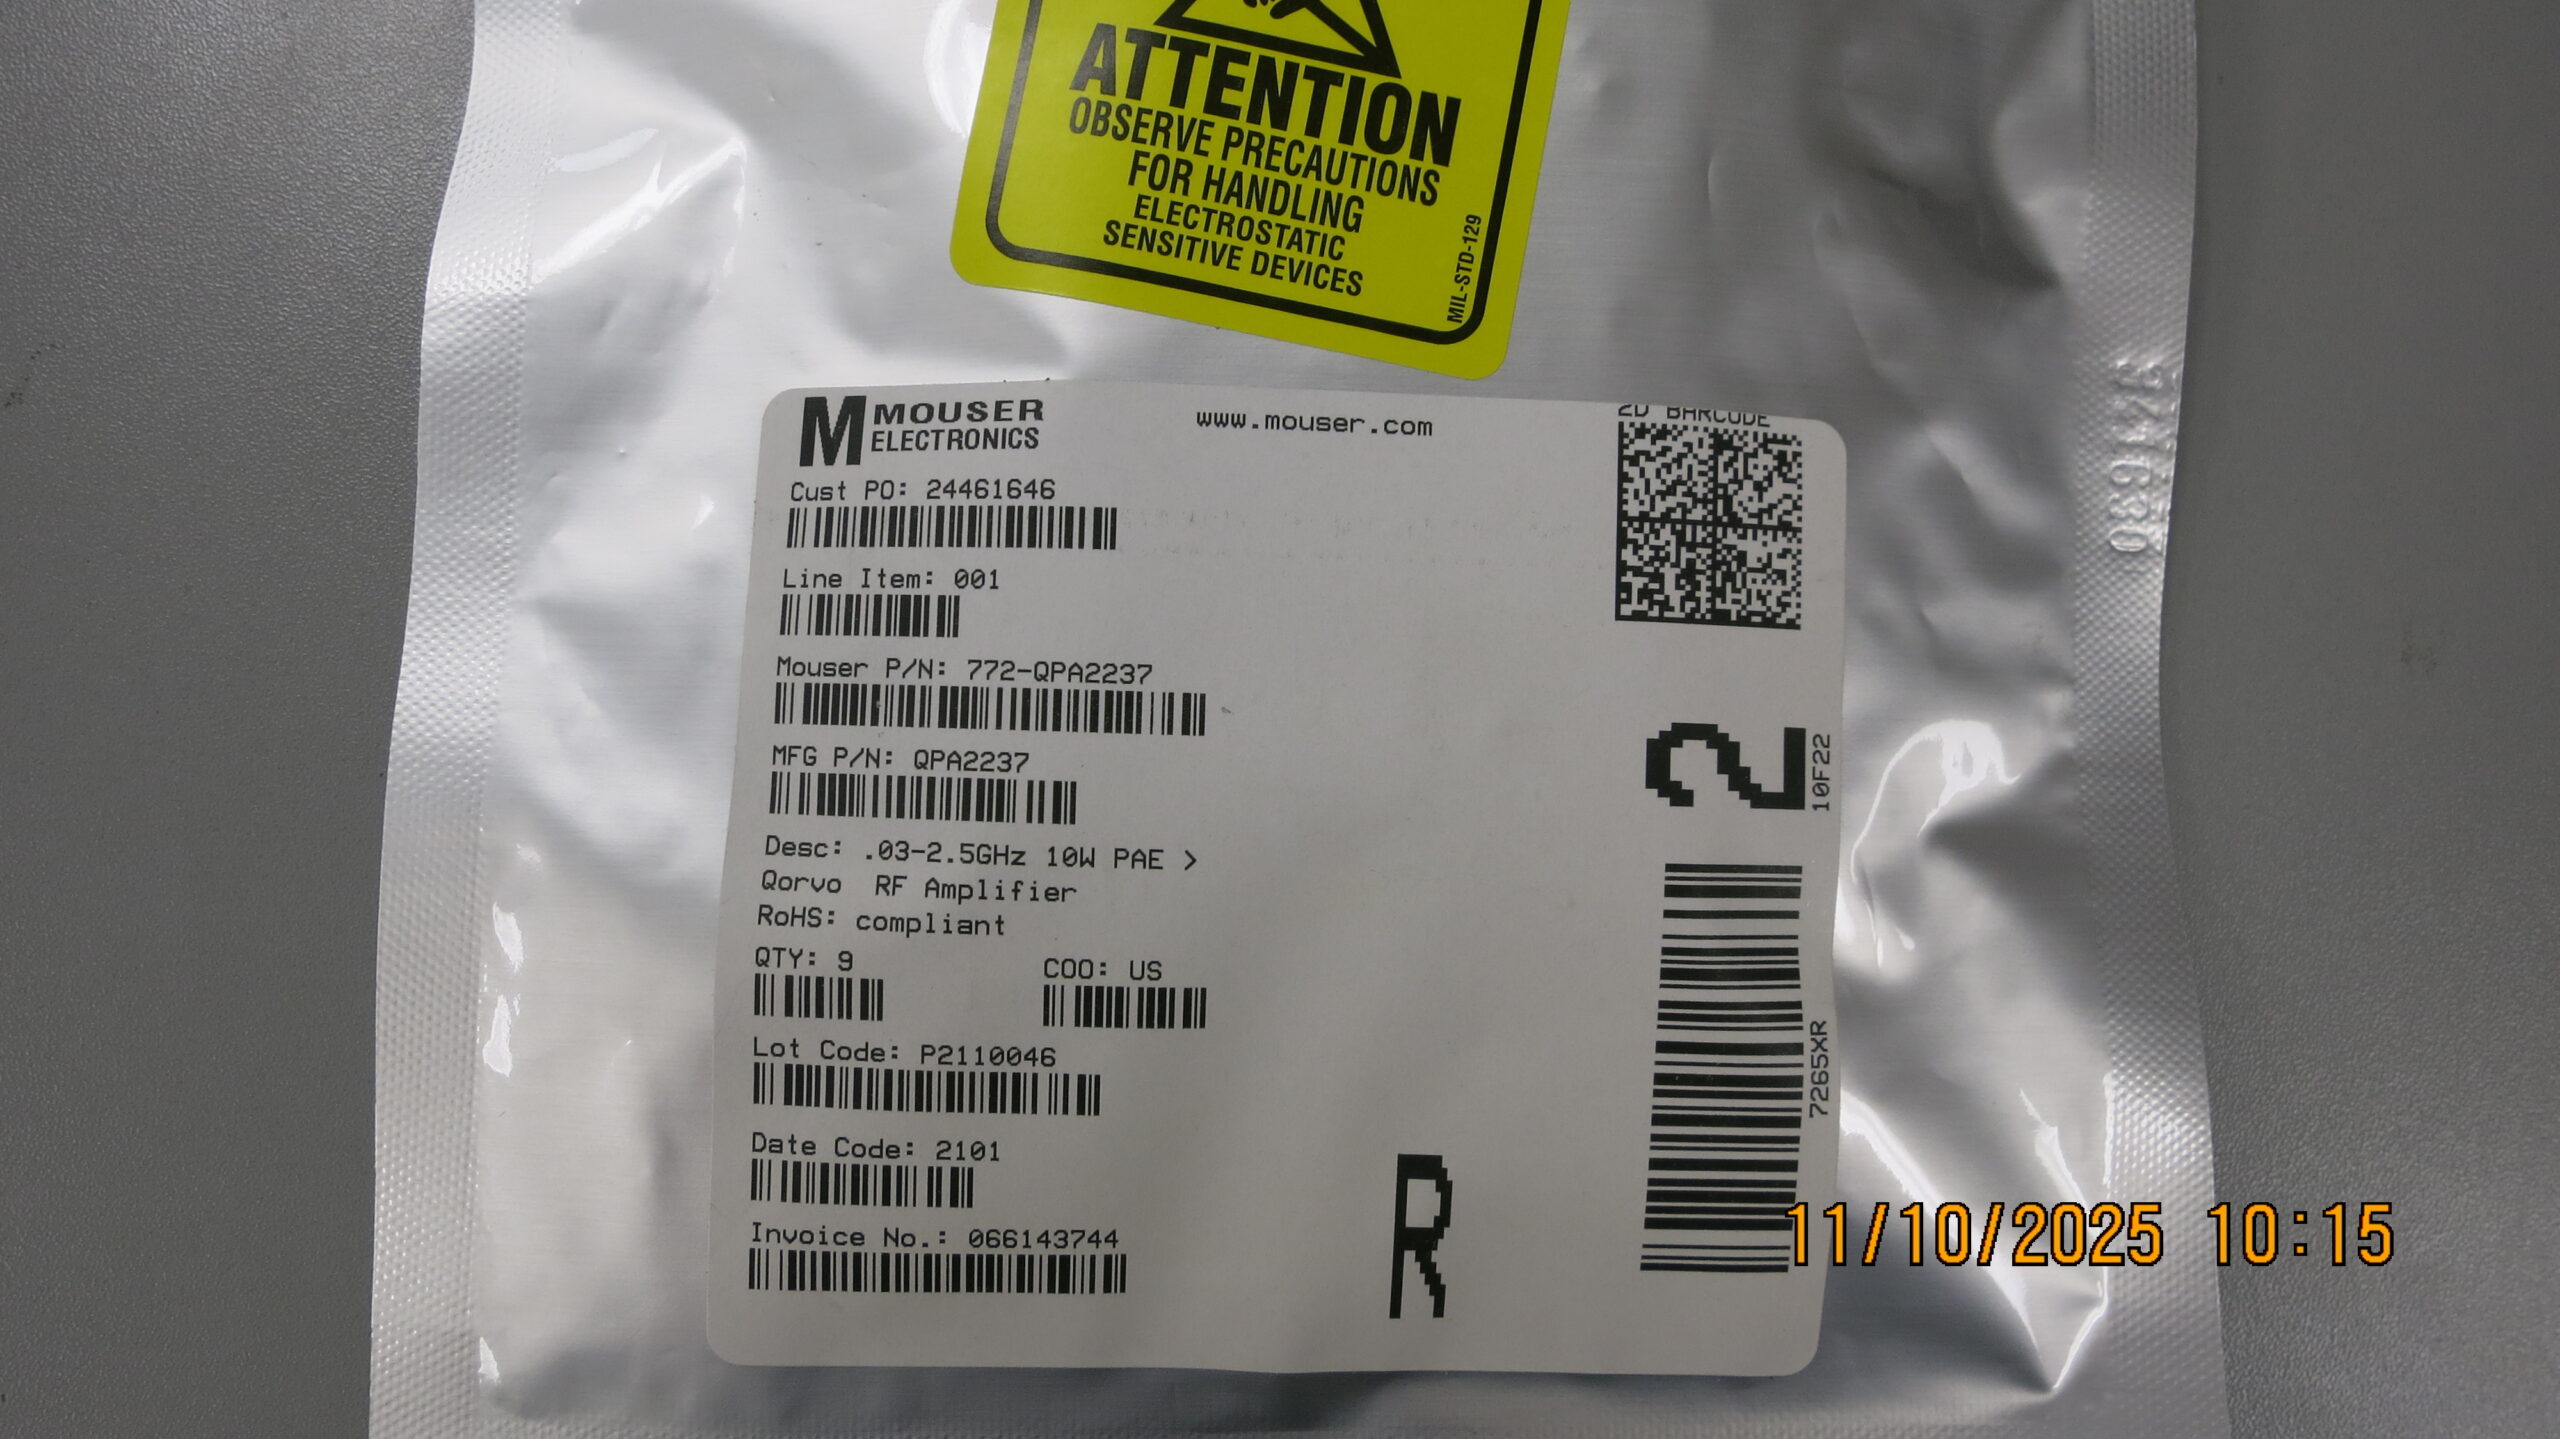 ATTENTION
OBSERVE PRECAUTIONS
FOR HANDLING
ELECTROSTATIC
SENSITIVE DEVICES
MIL-STD-129
M MOUSER
ELECTRONICS
www.mouser.com
2D BARCODE
Cust PO: 24461646
Line Item: 001
Mouser P/N: 772-QPA2237
MFG P/N: QPA2237
Desc: .03-2.5GHz 10W PAE >
Qorvo RF Amplifier
RoHS: compliant
QTY: 9
COO: US
Lot Code: P2110046
Date Code: 2101
Invoice No.: 066143744
R
2
10F22
7265XR
11/10/2025 10:15